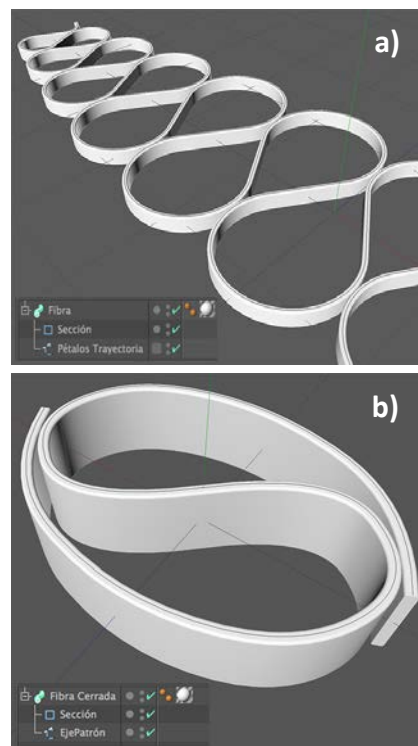 a)
Fibra
Sección
Pétalos Trayectoria
b)
Fibra Cerrada
Sección
EjePatrón